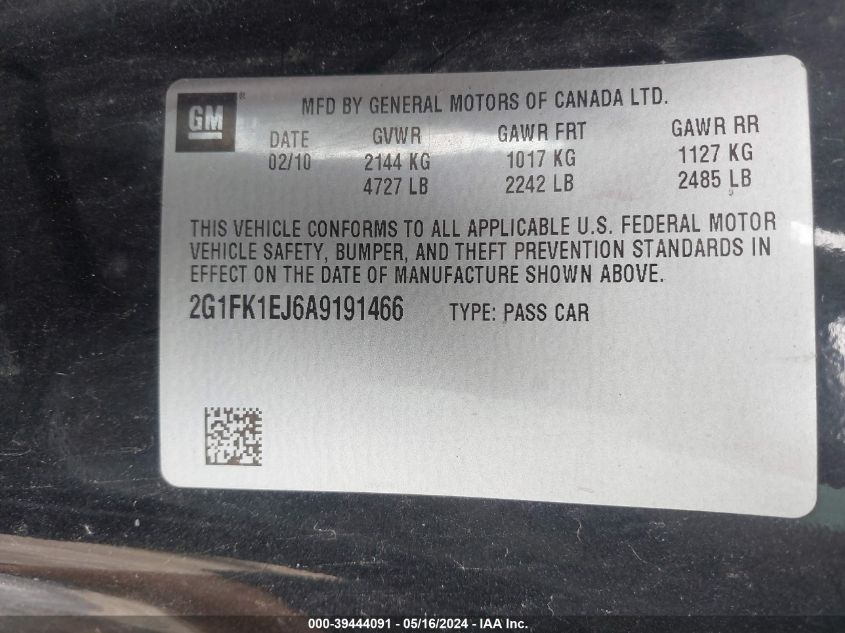 GM ®
MFD BY GENERAL MOTORS OF CANADA LTD.
DATE GVWR GAWR FRT GAWR RR
02/10 2144 KG 1017 KG 1127 KG
4727 LB 2242 LB 2485 LB
THIS VEHICLE CONFORMS TO ALL APPLICABLE U.S. FEDERAL MOTOR
VEHICLE SAFETY, BUMPER, AND THEFT PREVENTION STANDARDS IN
EFFECT ON THE DATE OF MANUFACTURE SHOWN ABOVE.
2G1FK1EJ6A9191466 TYPE: PASS CAR
000-39444091 - 05/16/2024 - IAA Inc.